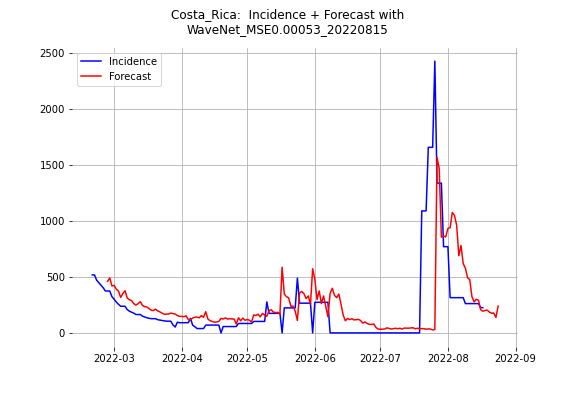 Costa_Rica:  Incidence + Forecast with
WaveNet_MSE0.00053_20220815
Incidence
Forecast
2500
2000
1500
1000
500
0
2022-03 2022-04 2022-05 2022-06 2022-07 2022-08 2022-09